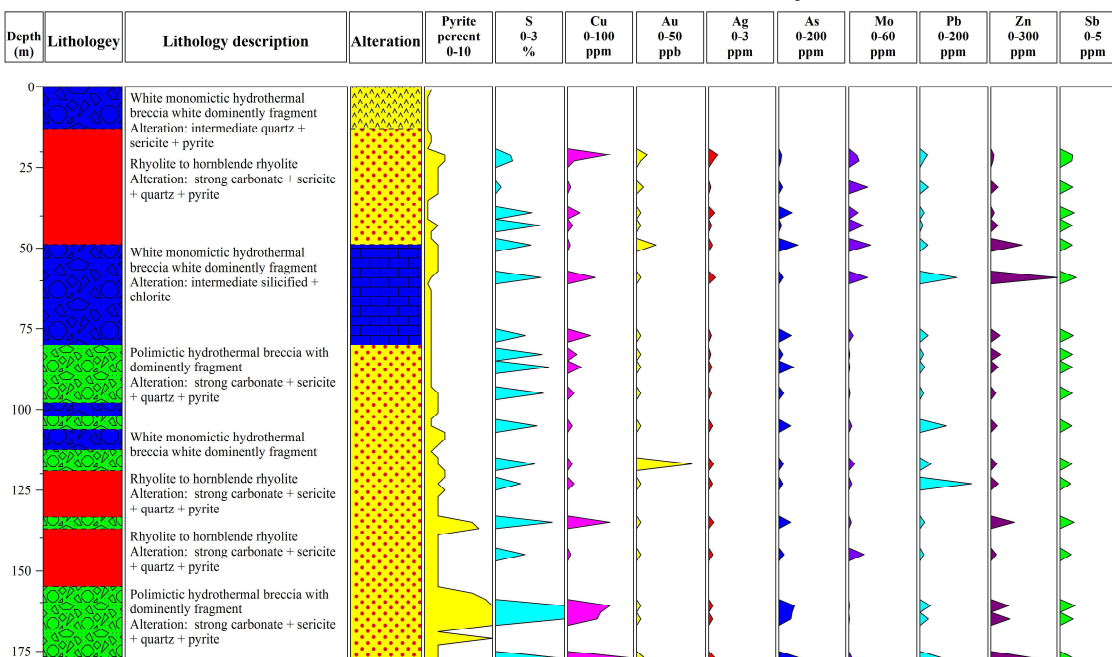 Depth
(m)
Lithologey
Lithology description
Alteration
Pyrite
percent
0-10
S
0-3
%
Cu
0-100
ppm
Au
0-50
ppb
Ag
0-3
ppm
As
0-200
ppm
Mo
0-60
ppm
Pb
0-200
ppm
Zn
0-300
ppm
Sb
0-5
ppm
0
White monomictic hydrothermal
breccia white dominently fragment
Alteration: intermediate quartz +
sericite + pyrite
25
Rhyolite to hornblende rhyolite
Alteration: strong carbonate + sericite
+ quartz + pyrite
50
White monomictic hydrothermal
breccia white dominently fragment
Alteration: intermediate silicified +
chlorite
75
Polimictic hydrothermal breccia with
dominently fragment
Alteration: strong carbonate + sericite
+ quartz + pyrite
100
White monomictic hydrothermal
breccia white dominently fragment
125
Rhyolite to hornblende rhyolite
Alteration: strong carbonate + sericite
+ quartz + pyrite
Rhyolite to hornblende rhyolite
Alteration: strong carbonate + sericite
+ quartz + pyrite
150
Polimictic hydrothermal breccia with
dominently fragment
Alteration: strong carbonate + sericite
+ quartz + pyrite
175